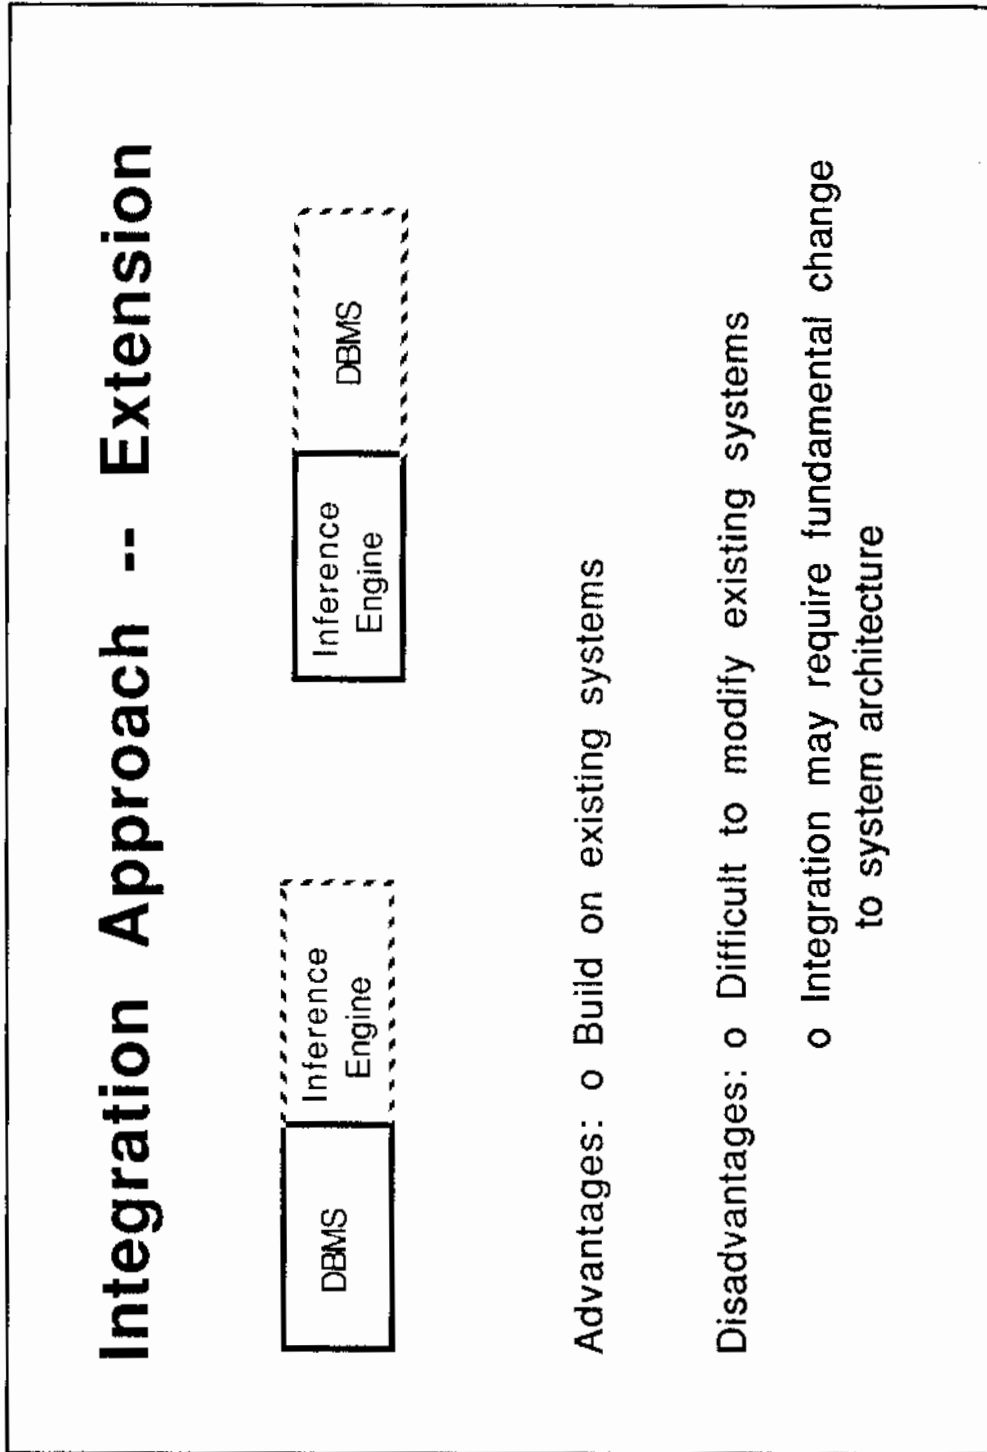 Integration Approach -- Extension
DBMS
Inference
Engine
Inference
Engine
DBMS
Advantages: o Build on existing systems
Disadvantages: o Difficult to modify existing systems
o Integration may require fundamental change
to system architecture